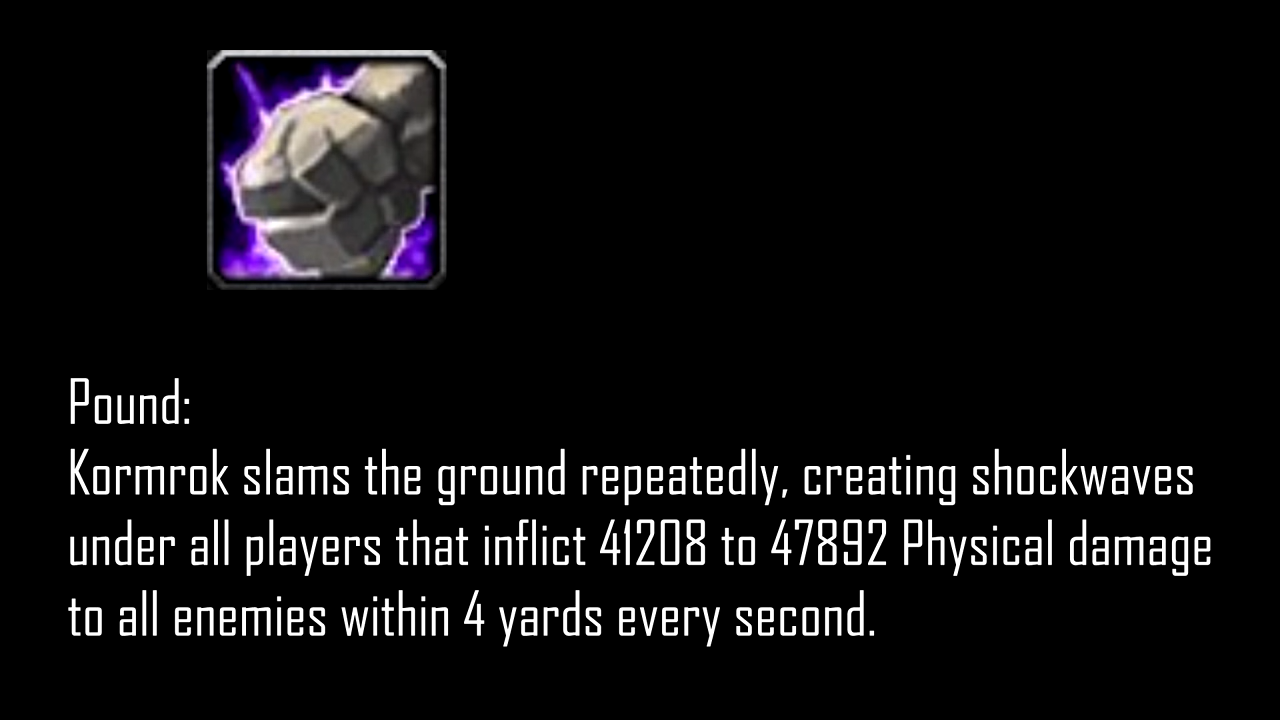 Pound:
Kormrok slams the ground repeatedly, creating shockwaves
under all players that inflict 41208 to 47892 Physical damage
to all enemies within 4 yards every second.